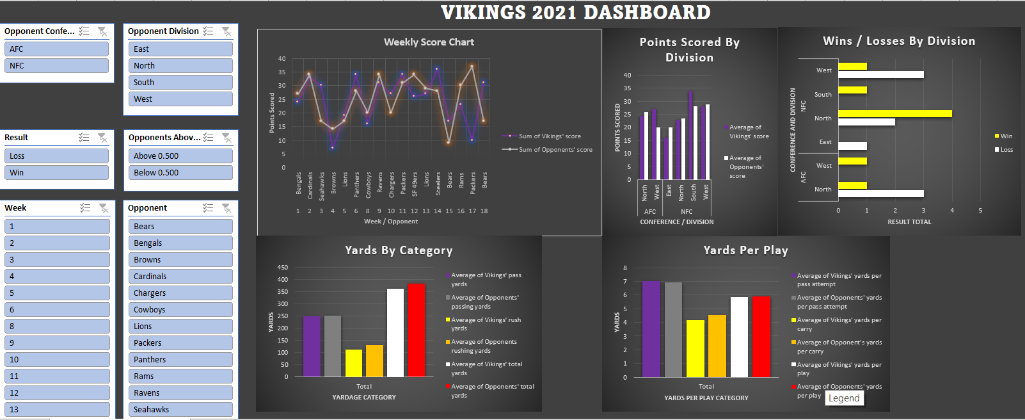 VIKINGS 2021 DASHBOARD
Opponent Confe...
AFC
NFC
Opponent Division
East
North
South
West
Result
Loss
Win
Opponents Abov...
Above 0.500
Below 0.500
Week
1
2
3
4
5
6
8
9
10
11
12
13
Opponent
Bears
Bengals
Browns
Cardinals
Chargers
Cowboys
Lions
Packers
Panthers
Rams
Ravens
Seahawks
Weekly Score Chart
Points Scored
40
35
30
25
20
15
10
5
0
Bengals
Cardinals
Seahawks
Browns
Lions
Panthers
Cowboys
Ravens
Chargers
Packers
SF 49ers
Lions
Steelers
Bears
Rams
Packers
Bears
1 2 3 4 5 6 8 9 10 11 12 13 14 15 16 17 18
Week / Opponent
Sum of Vikings' score
Sum of Opponents' score
Points Scored By
Division
POINTS SCORED
40
35
30
25
20
15
10
5
0
North
West
East
North
South
West
AFC NFC
CONFERENCE / DIVISION
Average of
Vikings' score
Average of
Opponents'
score
Wins / Losses By Division
CONFERENCE AND DIVISION
NFC
West
South
North
East
AFC
West
North
0 1 2 3 4 5
RESULT TOTAL
Win
Loss
Yards By Category
YARDS
450
400
350
300
250
200
150
100
50
0
Total
YARDAGE CATEGORY
Average of Vikings' pass
yards
Average of Opponents'
passing yards
Average of Vikings' rush
yards
Average of Opponents
rushing yards
Average of Vikings' total
yards
Average of Opponents' total
yards
Yards Per Play
YARDS
8
7
6
5
4
3
2
1
0
Total
YARDS PER PLAY CATEGORY
Average of Vikings' yards per
pass attempt
Average of Opponents' yards
per pass attempt
Average of Vikings' yards per
carry
Average of Opponent's yards
per carry
Average of Vikings' yards per
play
Average of Opponents' yards
per play
Legend